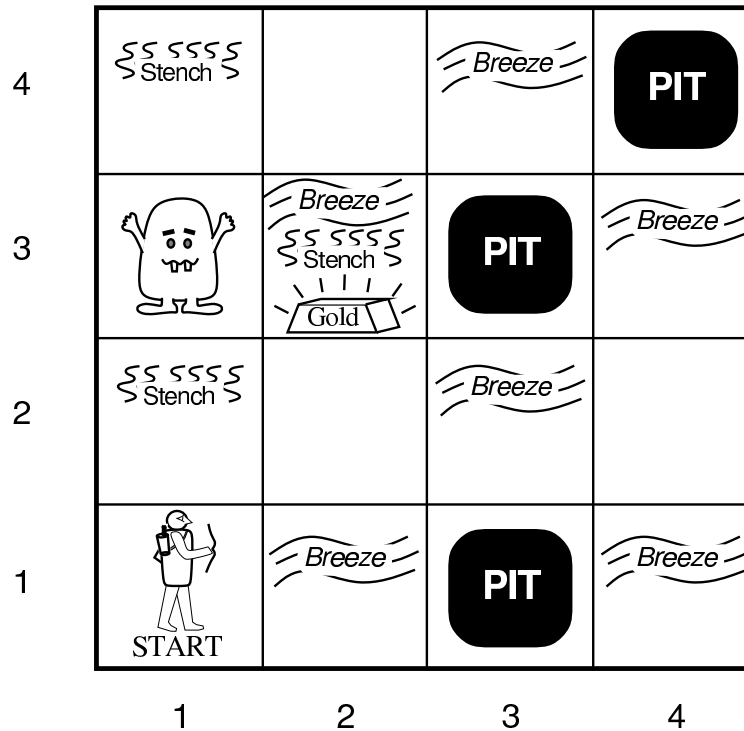 4
Stench
Breeze
PIT
3
Breeze
Stench
Gold
PIT
Breeze
2
Stench
Breeze
1
START
Breeze
PIT
Breeze
1 2 3 4